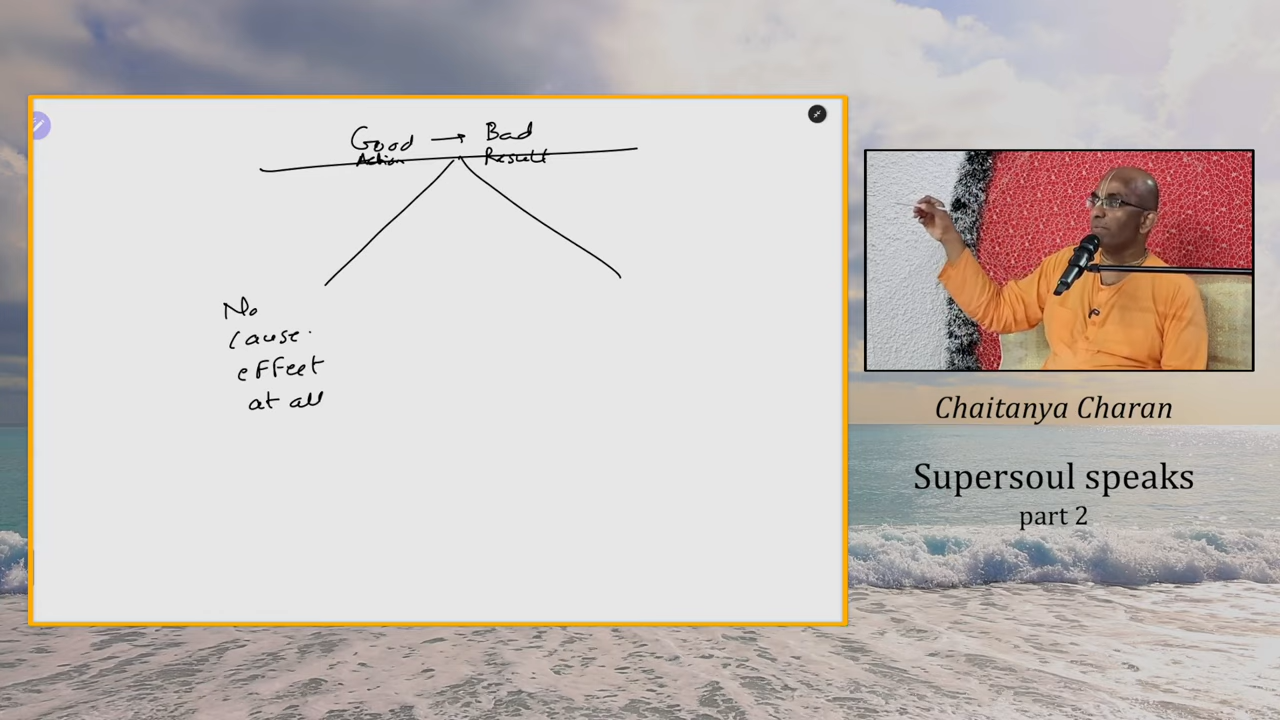 Good → Bad
Action Result
No
cause
effect
at all
Chaitanya Charan
Supersoul speaks
part 2